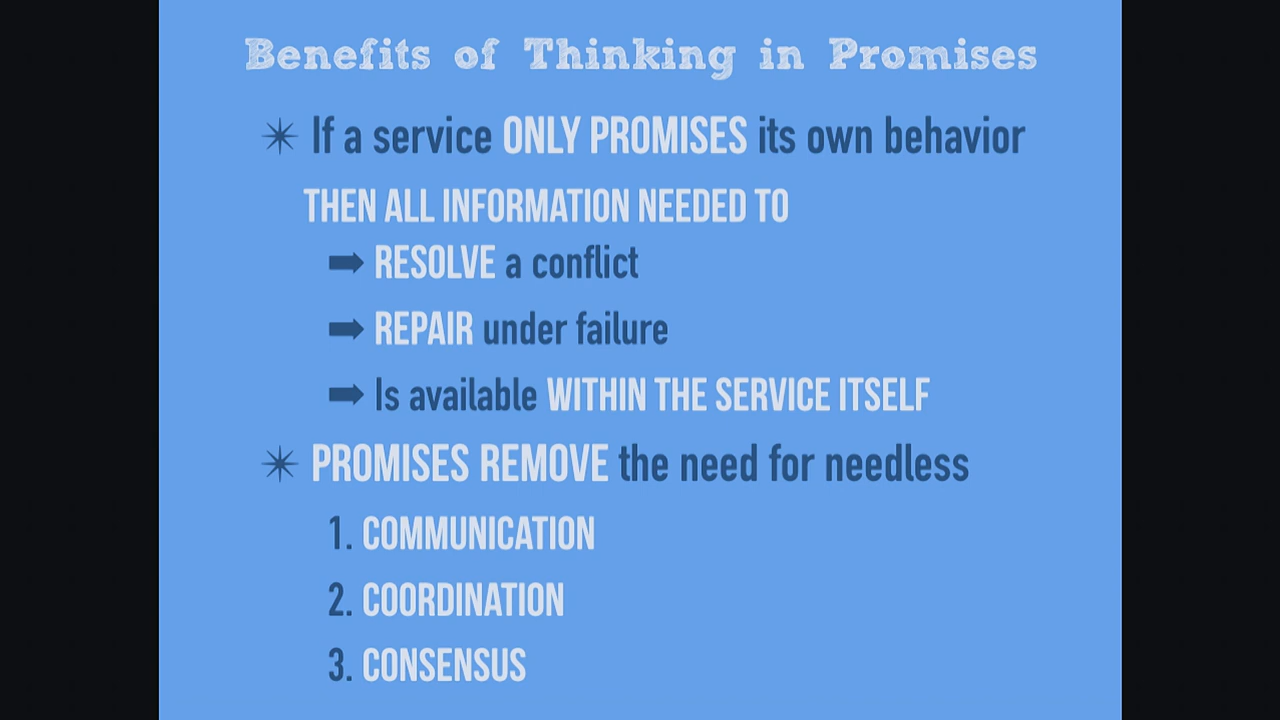 Benefits of Thinking in Promises
If a service ONLY PROMISES its own behavior
THEN ALL INFORMATION NEEDED TO
RESOLVE a conflict
REPAIR under failure
Is available WITHIN THE SERVICE ITSELF
PROMISES REMOVE the need for needless
1. COMMUNICATION
2. COORDINATION
3. CONSENSUS